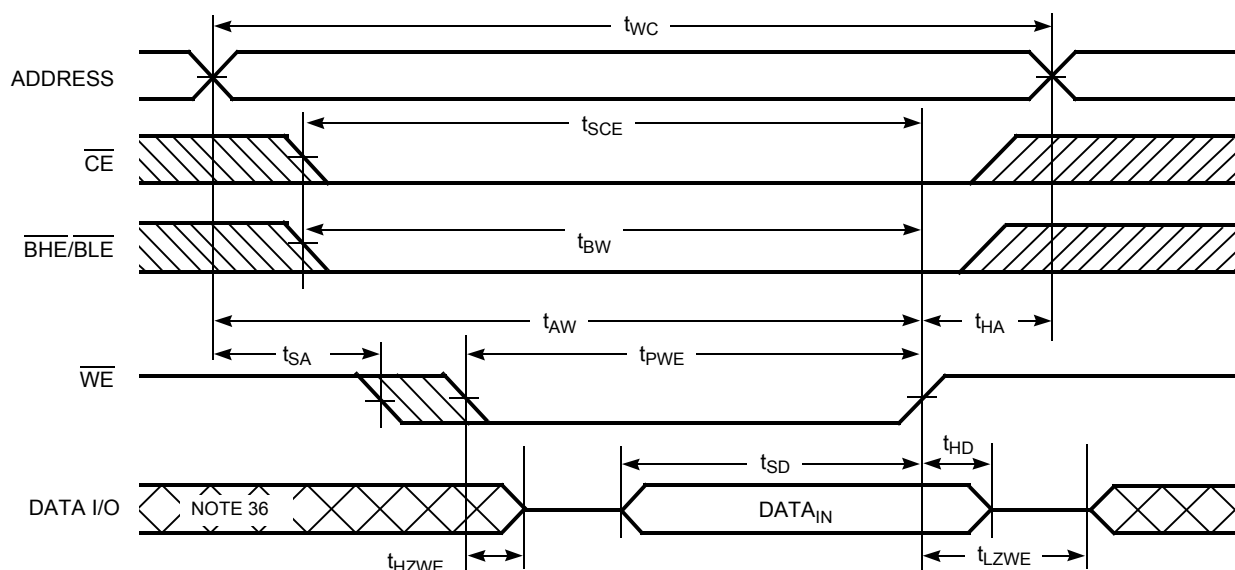 tWC
ADDRESS
tSCE
CE
BHE/BLE
tBW
tAW
tHA
tSA
tPWE
WE
tHD
tSD
DATA I/O
NOTE 36
DATAIN
tHZWE
tLZWE